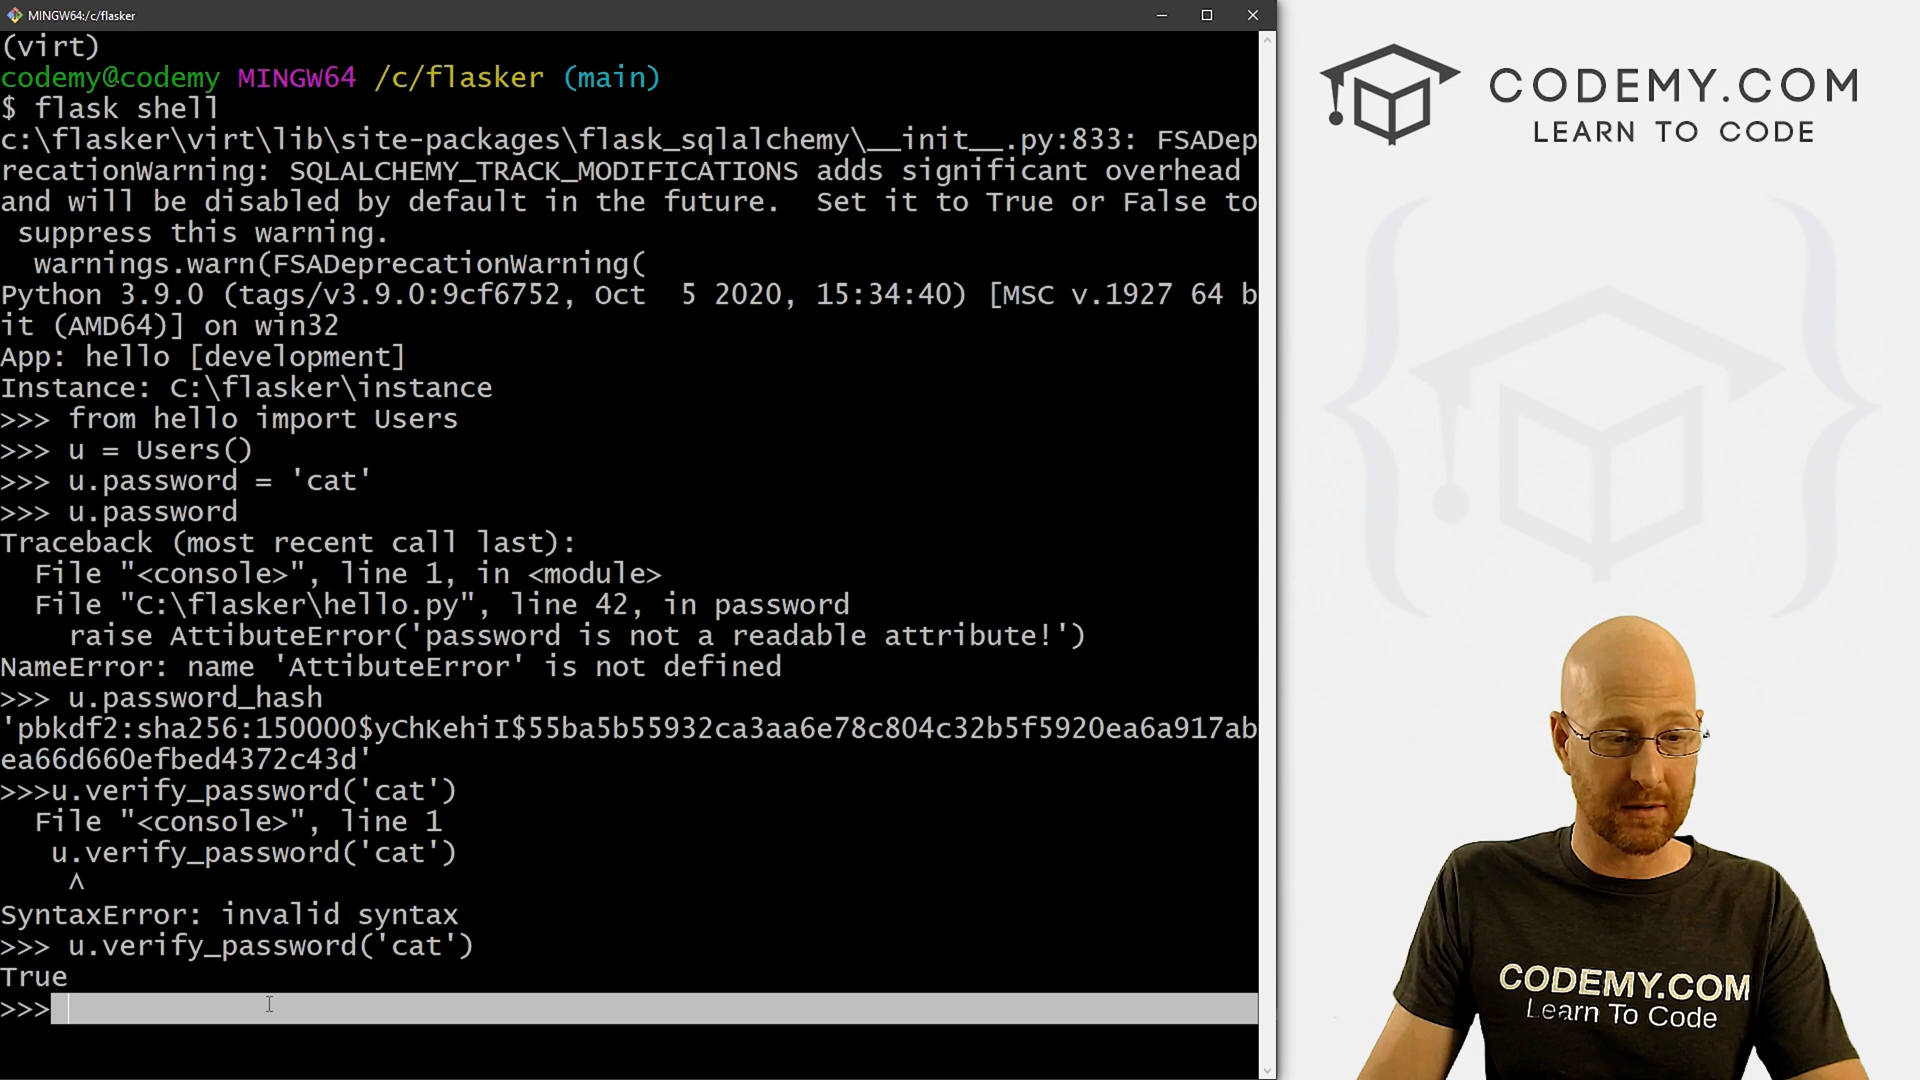 MINGW64:/c/flasker
(virt)
codemy@codemy MINGW64 /c/flasker (main)
$ flask shell
c:\flasker\virt\lib\site-packages\flask_sqlalchemy\__init__.py:833: FSADep
recationWarning: SQLALCHEMY_TRACK_MODIFICATIONS adds significant overhead
and will be disabled by default in the future.  Set it to True or False to
 suppress this warning.
  warnings.warn(FSADeprecationWarning(
Python 3.9.0 (tags/v3.9.0:9cf6752, Oct  5 2020, 15:34:40) [MSC v.1927 64 b
it (AMD64)] on win32
App: hello [development]
Instance: C:\flasker\instance
>>> from hello import Users
>>> u = Users()
>>> u.password = 'cat'
>>> u.password
Traceback (most recent call last):
  File "<console>", line 1, in <module>
  File "C:\flasker\hello.py", line 42, in password
    raise AttibuteError('password is not a readable attribute!')
NameError: name 'AttibuteError' is not defined
>>> u.password_hash
'pbkdf2:sha256:150000$yChKehiI$55ba5b55932ca3aa6e78c804c32b5f5920ea6a917ab
ea66d660efbed4372c43d'
>>>u.verify_password('cat')
  File "<console>", line 1
   u.verify_password('cat')
    ^
SyntaxError: invalid syntax
>>> u.verify_password('cat')
True
>>>
CODEMY.COM
LEARN TO CODE
CODEMY.COM
Learn To Code